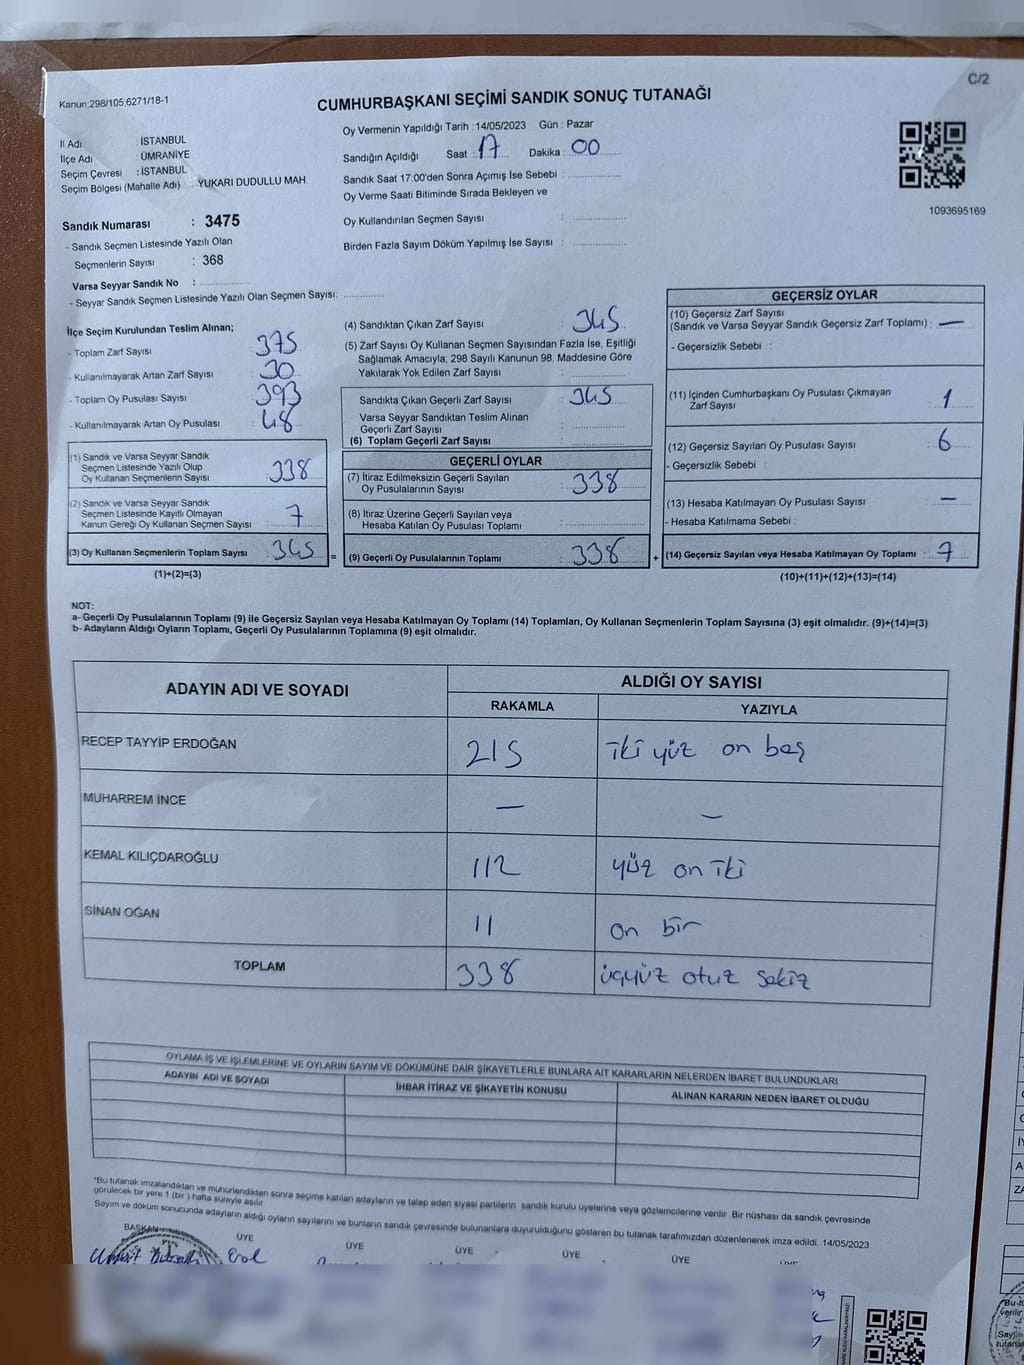 C/2
Kanun:298/105,6271/18-1
CUMHURBAŞKANI SEÇİMİ SANDIK SONUÇ TUTANAĞI
İl Adı : İSTANBUL
İlçe Adı : ÜMRANİYE
Seçim Çevresi : İSTANBUL
Seçim Bölgesi (Mahalle Adı) : YUKARI DUDULLU MAH.
Sandık Numarası : 3475
- Sandık Seçmen Listesinde Yazılı Olan
Seçmenlerin Sayısı : 368
Varsa Seyyar Sandık No :
- Seyyar Sandık Seçmen Listesinde Yazılı Olan Seçmen Sayısı:
Oy Vermenin Yapıldığı Tarih : 14/05/2023 Gün : Pazar
Sandığın Açıldığı Saat : 17 Dakika : 00
Sandık Saat 17:00'den Sonra Açımış İse Sebebi :
Oy Verme Saati Bitiminde Sırada Bekleyen ve
Oy Kullandırılan Seçmen Sayısı :
Birden Fazla Sayım Döküm Yapılmış İse Sayısı :
1093695169
İlçe Seçim Kurulundan Teslim Alınan;
- Toplam Zarf Sayısı : 375
- Kullanılmayarak Artan Zarf Sayısı : 30
- Toplam Oy Pusulası Sayısı : 393
- Kullanılmayarak Artan Oy Pusulası : 48
(1) Sandık ve Varsa Seyyar Sandık
Seçmen Listesinde Yazılı Olup
Oy Kullanan Seçmenlerin Sayısı : 338
(2) Sandık ve Varsa Seyyar Sandık
Seçmen Listesinde Kayıtlı Olmayan
Kanun Gereği Oy Kullanan Seçmen Sayısı : 7
(3) Oy Kullanan Seçmenlerin Toplam Sayısı : 345 =
(1)+(2)=(3)
(4) Sandıktan Çıkan Zarf Sayısı : 345
(5) Zarf Sayısı Oy Kullanan Seçmen Sayısından Fazla İse, Eşitliği
Sağlamak Amacıyla; 298 Sayılı Kanunun 98. Maddesine Göre
Yakılarak Yok Edilen Zarf Sayısı :
Sandıkta Çıkan Geçerli Zarf Sayısı : 345
Varsa Seyyar Sandıktan Teslim Alınan
Geçerli Zarf Sayısı :
(6) Toplam Geçerli Zarf Sayısı :
GEÇERLİ OYLAR
(7) İtiraz Edilmeksizin Geçerli Sayılan
Oy Pusulalarının Sayısı : 338
(8) İtiraz Üzerine Geçerli Sayılan veya
Hesaba Katılan Oy Pusulası Toplamı :
(9) Geçerli Oy Pusulalarının Toplamı : 338 +
GEÇERSİZ OYLAR
(10) Geçersiz Zarf Sayısı
(Sandık ve Varsa Seyyar Sandık Geçersiz Zarf Toplamı) : —
- Geçersizlik Sebebi :
(11) İçinden Cumhurbaşkanı Oy Pusulası Çıkmayan
Zarf Sayısı : 1
(12) Geçersiz Sayılan Oy Pusulası Sayısı : 6
- Geçersizlik Sebebi :
(13) Hesaba Katılmayan Oy Pusulası Sayısı : —
- Hesaba Katılmama Sebebi :
(14) Geçersiz Sayılan veya Hesaba Katılmayan Oy Toplamı : 7
(10)+(11)+(12)+(13)=(14)
NOT:
a- Geçerli Oy Pusulalarının Toplamı (9) ile Geçersiz Sayılan veya Hesaba Katılmayan Oy Toplamı (14) Toplamları, Oy Kullanan Seçmenlerin Toplam Sayısına (3) eşit olmalıdır. (9)+(14)=(3)
b- Adayların Aldığı Oyların Toplamı, Geçerli Oy Pusulalarının Toplamına (9) eşit olmalıdır.
ADAYIN ADI VE SOYADI ALDIĞI OY SAYISI
RAKAMLA YAZIYLA
RECEP TAYYİP ERDOĞAN 215 iki yüz on beş
MUHARREM İNCE — —
KEMAL KILIÇDAROĞLU 112 yüz on iki
SİNAN OĞAN 11 on bir
TOPLAM 338 üçyüz otuz sekiz
OYLAMA İŞ VE İŞLEMLERİNE VE OYLARIN SAYIM VE DÖKÜMÜNE DAİR ŞİKAYETLERLE BUNLARA AİT KARARLARIN NELERDEN İBARET BULUNDUKLARI
ADAYIN ADI VE SOYADI İHBAR İTİRAZ VE ŞİKAYETİN KONUSU ALINAN KARARIN NEDEN İBARET OLDUĞU
*Bu tutanak imzalandıktan ve mühürlendikten sonra seçime katılan adayların ve talep eden siyasi partilerin sandık kurulu üyelerine veya gözlemcilerine verilir. Bir nüshası da sandık çevresinde
görülecek bir yere 1 (bir) hafta süreyle asılır
Sayım ve döküm sonucunda adayların aldığı oyların sayılarını ve bunların sandık çevresinde bulunanlara duyurulduğunu gösteren bu tutanak tarafımızdan düzenlenerek imza edildi. 14/05/2023
BAŞKAN ÜYE ÜYE ÜYE ÜYE ÜYE